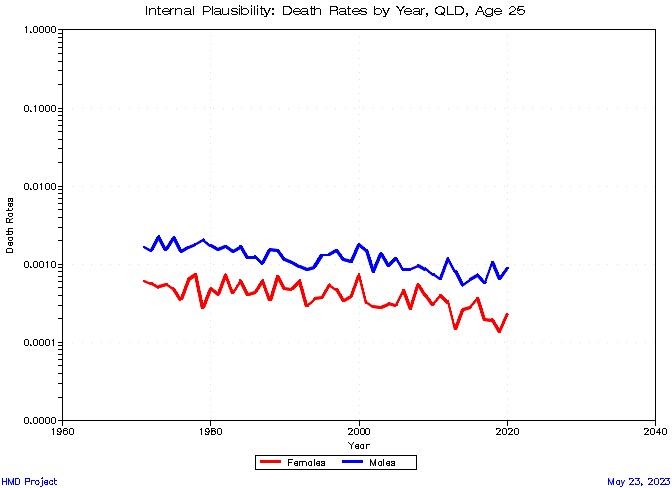 Internal Plausibility: Death Rates by Year, QLD, Age 25
1.0000
0.1000
0.0100
0.0010
0.0001
0.0000
Death Rates
1960
1980
2000
2020
2040
Year
Females
Males
HMD Project
May 23, 2023